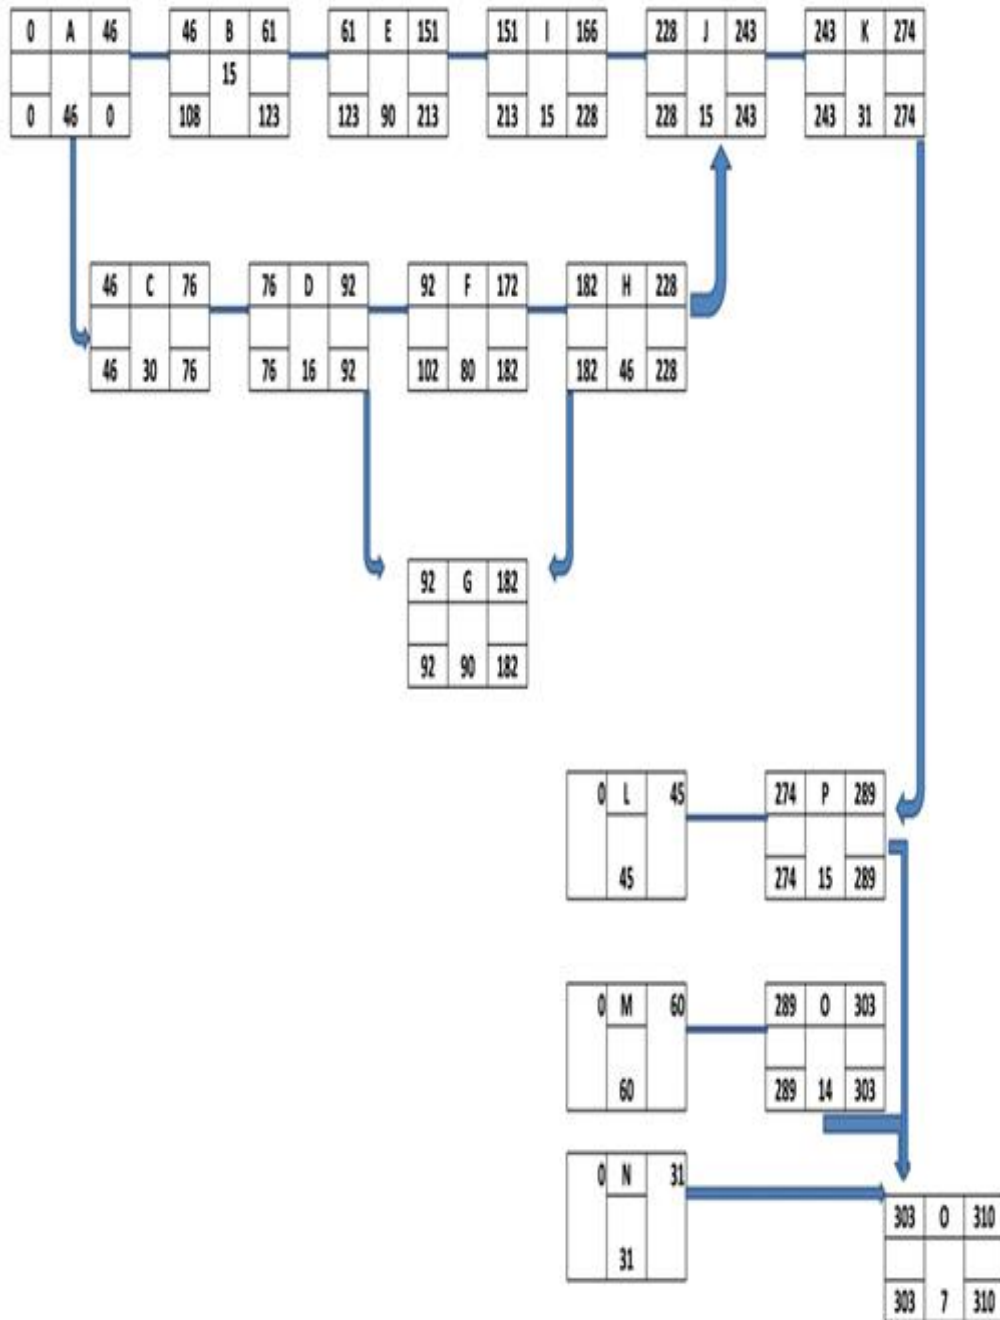 0 A 46 46 B 61 61 E 151 151 I 166 228 J 243 243 K 274
15
0 46 0 108 123 123 90 213 213 15 228 228 15 243 243 31 274
46 C 76 76 D 92 92 F 172 182 H 228
46 30 76 76 16 92 102 80 182 182 46 228
92 G 182
92 90 182
0 L 45 274 P 289
45 274 15 289
0 M 60 289 O 303
60 289 14 303
0 N 31
303 O 310
31
303 7 310